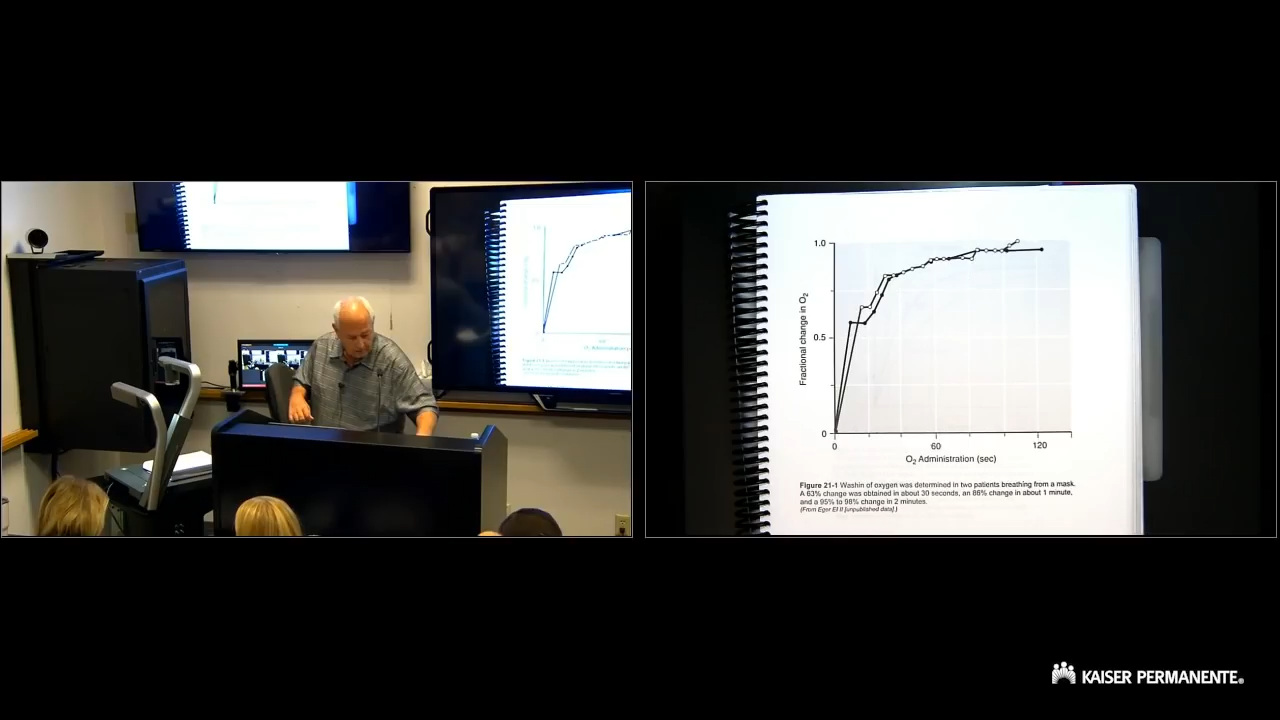 1.0
0.5
0
Fractional change in O2
0
60
120
O2 Administration (sec)
Figure 21-1 Washin of oxygen was determined in two patients breathing from a mask.
A 63% change was obtained in about 30 seconds, an 86% change in about 1 minute,
and a 95% to 98% change in 2 minutes.
(From Eger EI II [unpublished data].)
KAISER PERMANENTE®